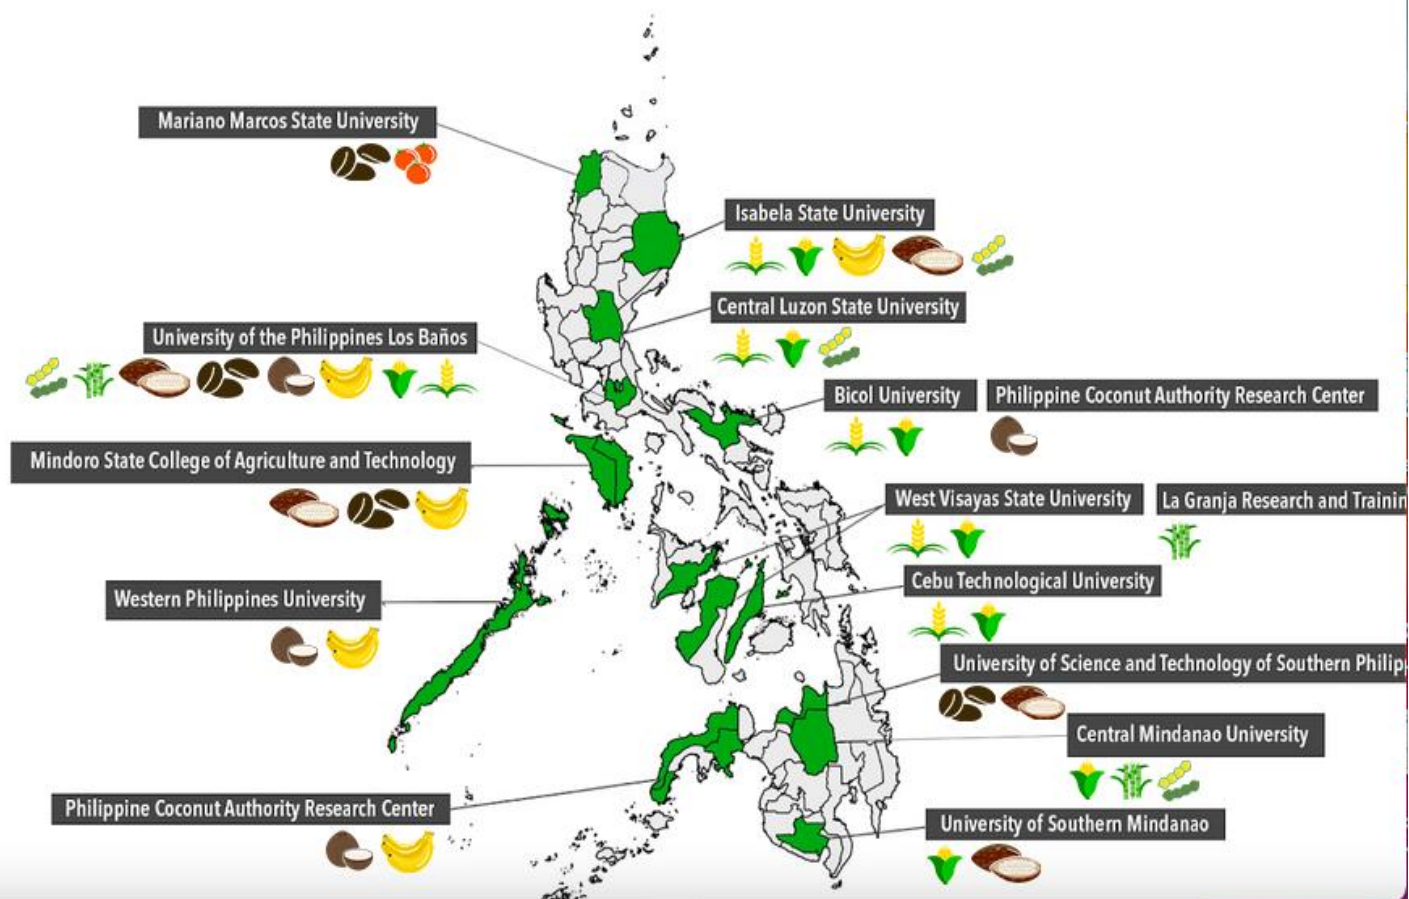 Mariano Marcos State University
Isabela State University
Central Luzon State University
University of the Philippines Los Baños
Bicol University
Philippine Coconut Authority Research Center
Mindoro State College of Agriculture and Technology
West Visayas State University
La Granja Research and
Cebu Technological University
Western Philippines University
University of Science and Technology of Southern
Central Mindanao University
Philippine Coconut Authority Research Center
University of Southern Mindanao